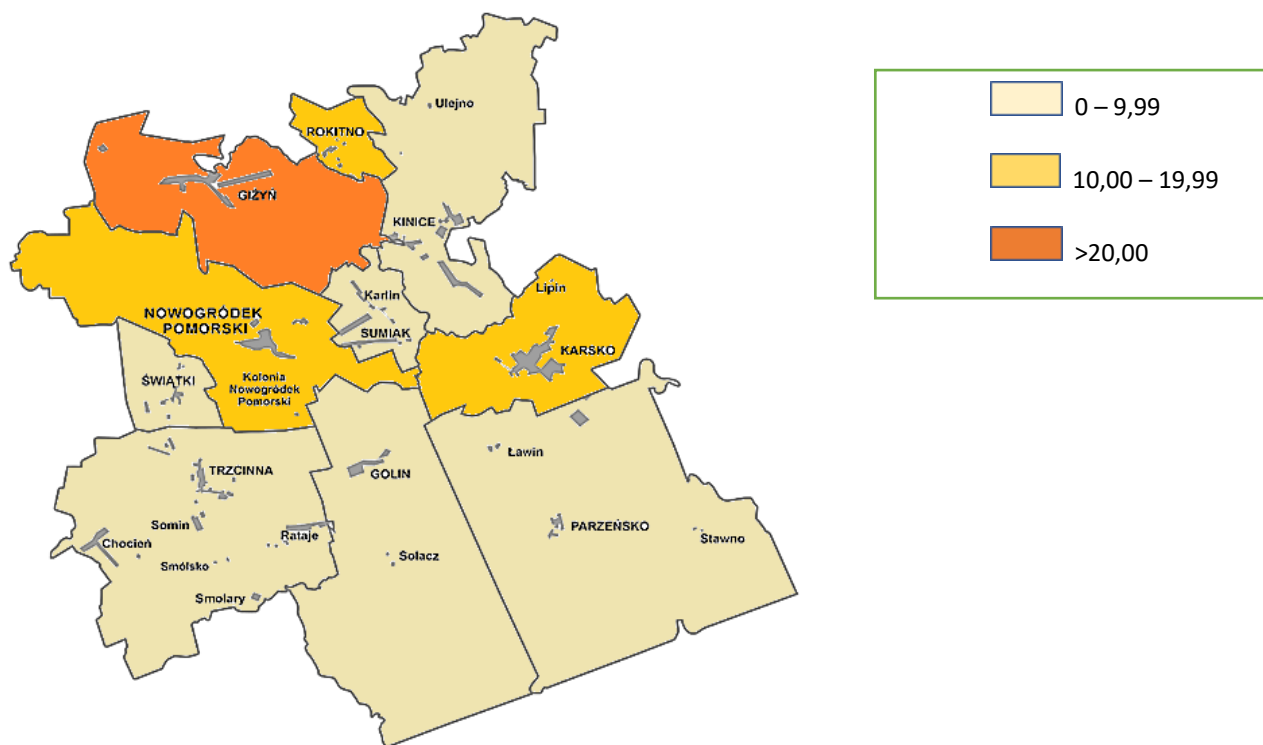 Ulejno
ROKITNO
GIŻYŃ
KINICE
Karlin
SUMIAK
Lipin
KARSKO
NOWOGRÓDEK
POMORSKI
Kolonia
Nowogródek
Pomorski
ŚWIĄTKI
TRZCINNA
GOLIN
Ławin
PARZEŃSKO
Sławno
Somin
Chocień
Rataje
Smólsko
Sołacz
Smolary
0 – 9,99
10,00 – 19,99
>20,00